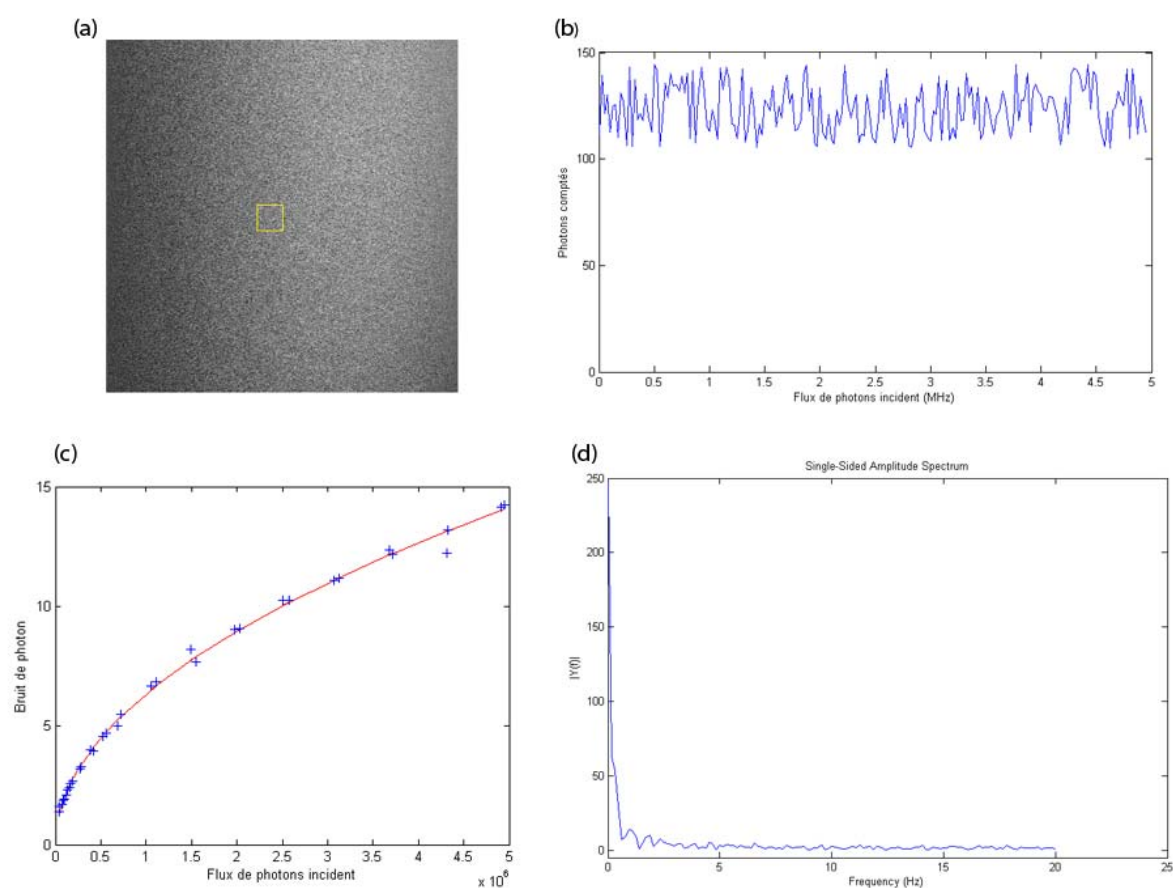 (a)
(b)
150
100
50
0
Photons comptés
0 0.5 1 1.5 2 2.5 3 3.5 4 4.5 5
Flux de photons incident (MHz)
(c)
15
10
5
0
Bruit de photon
0 0.5 1 1.5 2 2.5 3 3.5 4 4.5 5
Flux de photons incident
x 10^6
(d)
Single-Sided Amplitude Spectrum
250
200
150
100
50
0
|Y(f)|
0 5 10 15 20 25
Frequency (Hz)